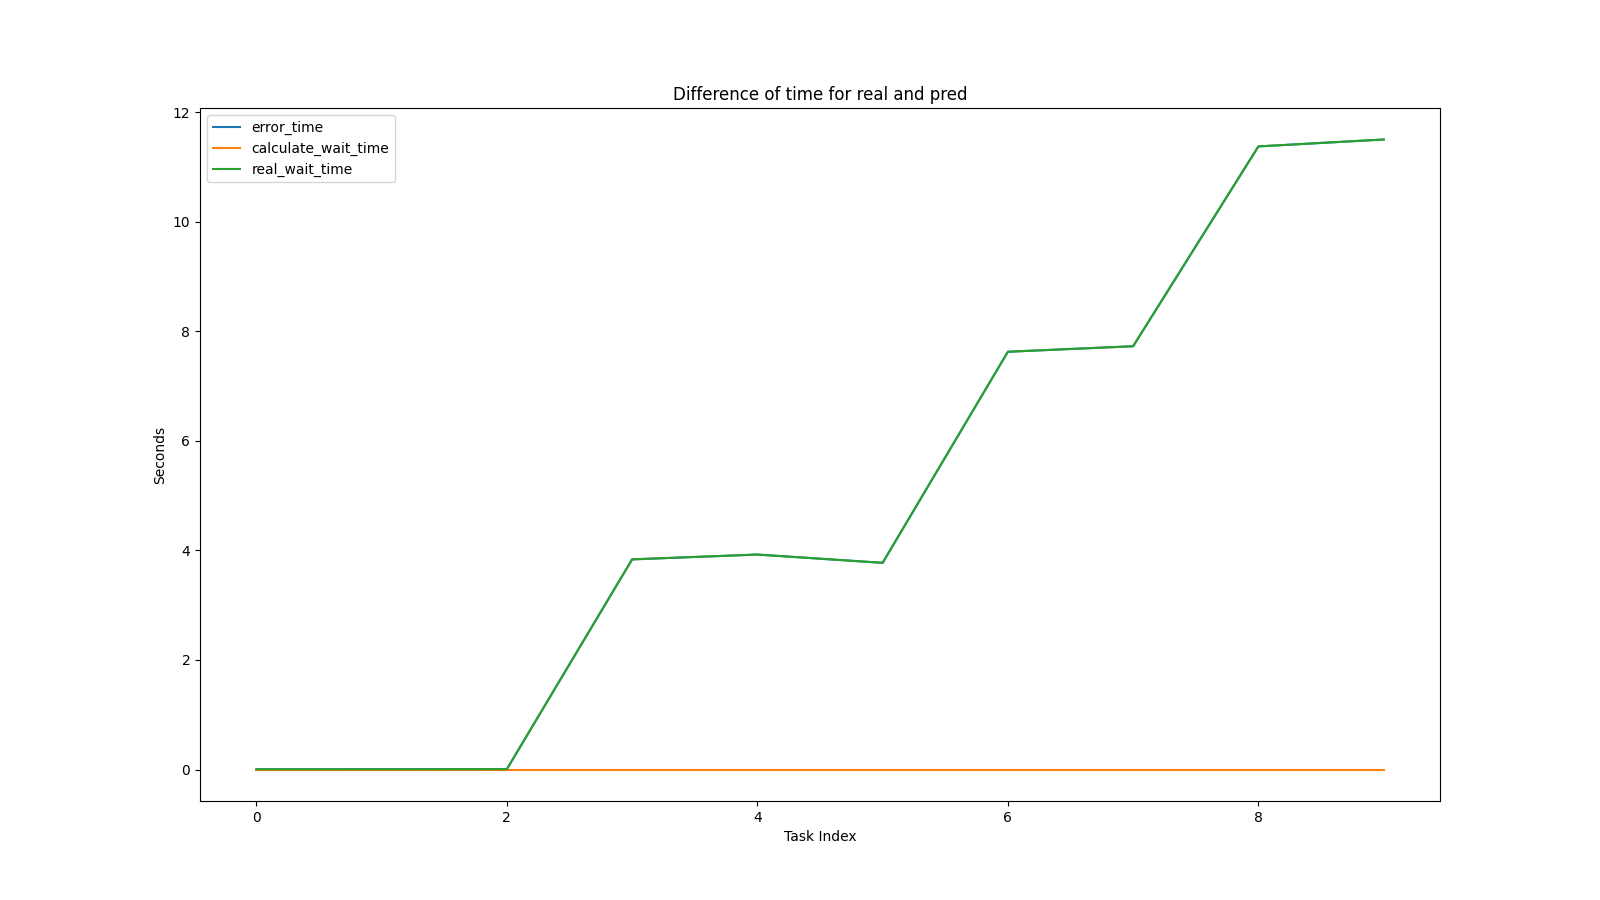 Difference of time for real and pred
error_time
calculate_wait_time
real_wait_time
12
10
8
6
4
2
0
Seconds
0 2 4 6 8
Task Index